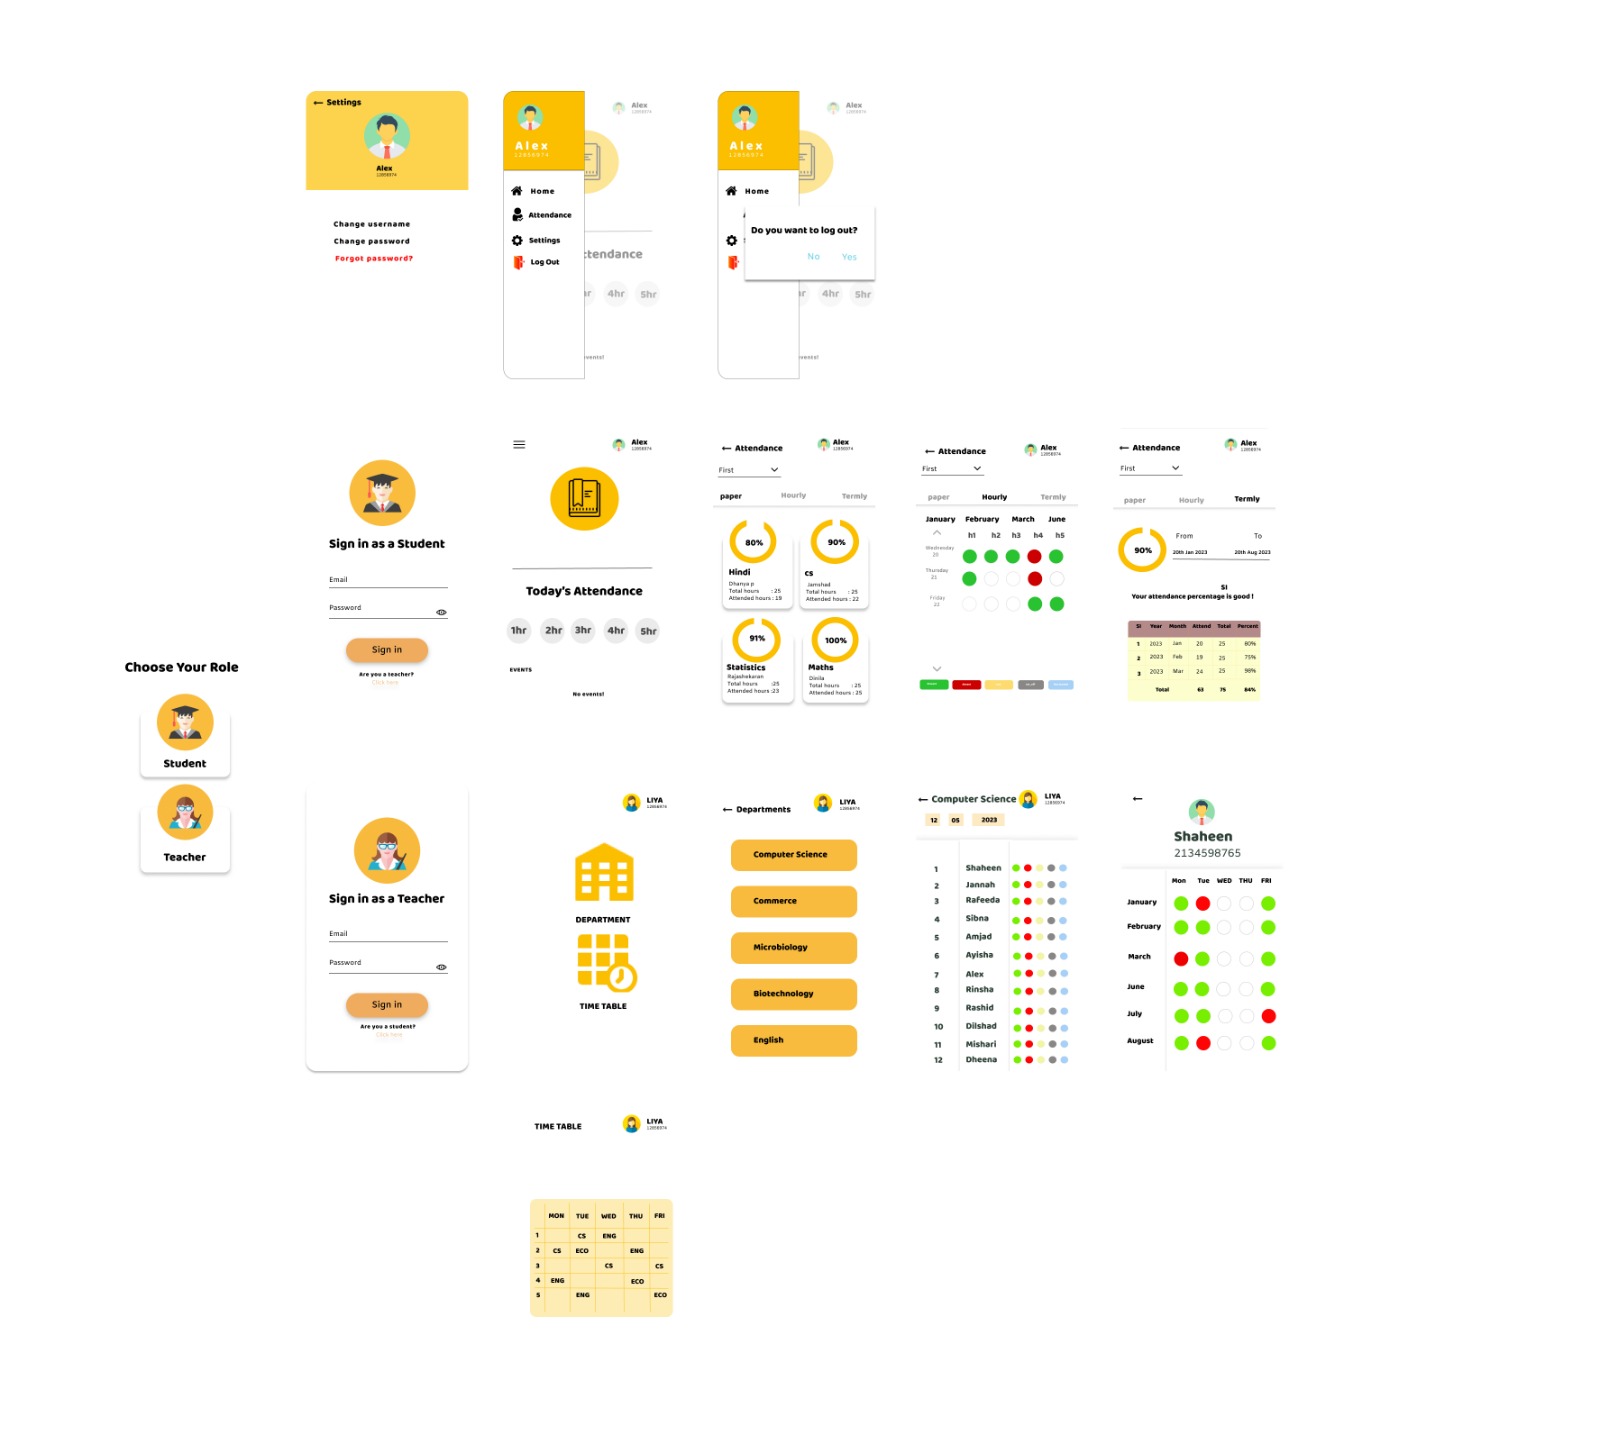 ← Settings
Alex
12856974
Change username
Change password
Forgot password?
Alex
12856974
Home
Attendance
Settings
Log Out
Alex
12856974
ttendance
4hr 5hr
vents!
Alex
12856974
Home
Do you want to log out?
No Yes
Alex
12856974
4hr 5hr
vents!
Choose Your Role
Student
Teacher
Sign in as a Student
Email
Password
Sign in
Are you a teacher?
Click here
Alex
12856974
Today's Attendance
1hr 2hr 3hr 4hr 5hr
EVENTS
No events!
← Attendance
Alex
12856974
First
paper Hourly Termly
80%
Hindi
Dhanya p
Total hours : 25
Attended hours : 19
90%
cs
Jamshad
Total hours : 25
Attended hours : 22
91%
Statistics
Rajashekaran
Total hours :25
Attended hours :23
100%
Maths
Dinila
Total hours : 25
Attended hours : 25
← Attendance
Alex
12856974
First
paper Hourly Termly
January February March June
h1 h2 h3 h4 h5
Wednesday
20
Thursday
21
Friday
22
← Attendance
Alex
12856974
First
paper Hourly Termly
90%
From To
20th Jan 2023 20th Aug 2023
SI
Your attendance percentage is good !
SI Year Month Attend Total Percent
1 2023 Jan 20 25 80%
2 2023 Feb 19 25 75%
3 2023 Mar 24 25 98%
Total 63 75 84%
Sign in as a Teacher
Email
Password
Sign in
Are you a student?
Click here
LIYA
12856974
DEPARTMENT
TIME TABLE
← Departments
LIYA
12856974
Computer Science
Commerce
Microbiology
Biotechnology
English
← Computer Science
LIYA
12856974
12 05 2023
1 Shaheen
2 Jannah
3 Rafeeda
4 Sibna
5 Amjad
6 Ayisha
7 Alex
8 Rinsha
9 Rashid
10 Dilshad
11 Mishari
12 Dheena
←
Shaheen
2134598765
Mon Tue WED THU FRI
January
February
March
June
July
August
TIME TABLE
LIYA
12856974
MON TUE WED THU FRI
1 CS ENG
2 CS ECO ENG
3 CS CS
4 ENG ECO
5 ENG ECO